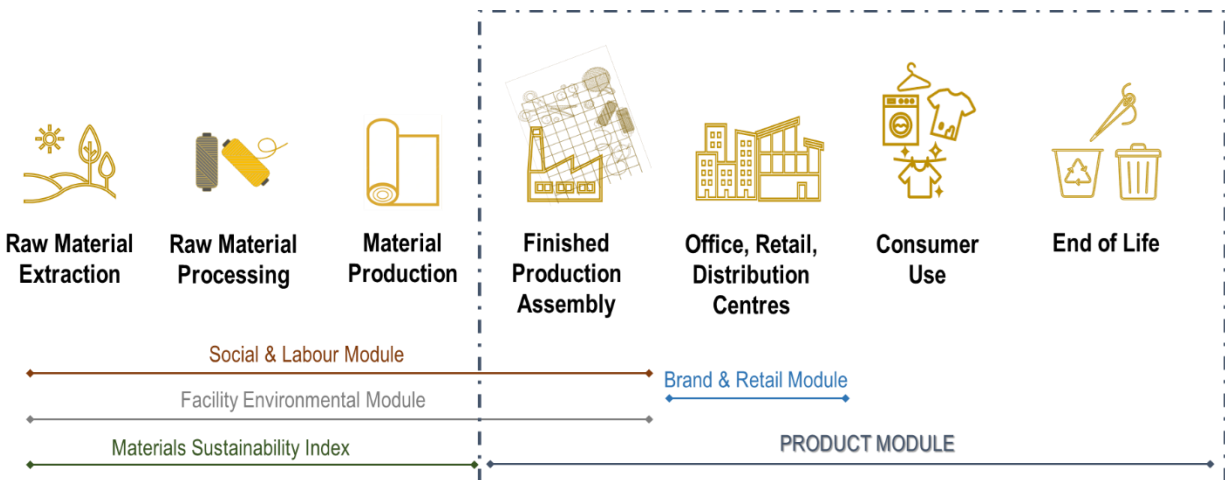 Raw Material
Extraction
Raw Material
Processing
Material
Production
Finished
Production
Assembly
Office, Retail,
Distribution
Centres
Consumer
Use
End of Life
Social & Labour Module
Brand & Retail Module
Facility Environmental Module
Materials Sustainability Index
PRODUCT MODULE